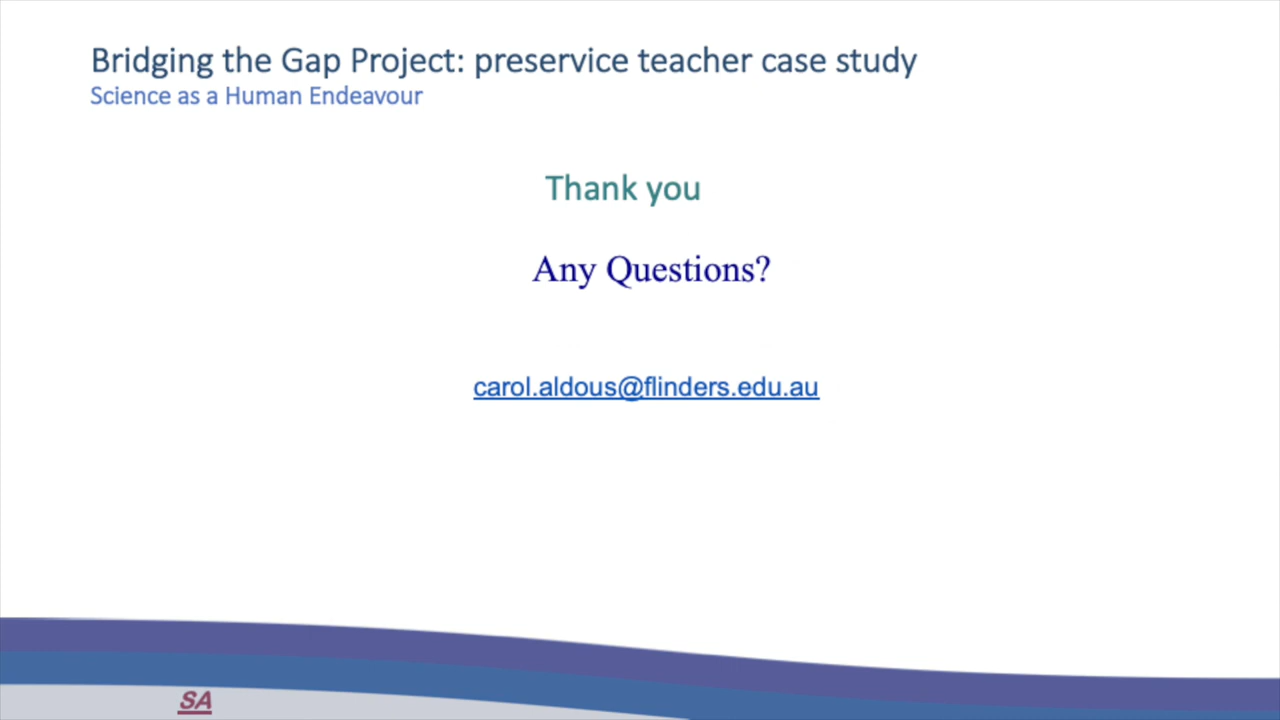 Bridging the Gap Project: preservice teacher case study
Science as a Human Endeavour
Thank you
Any Questions?
carol.aldous@flinders.edu.au
SA